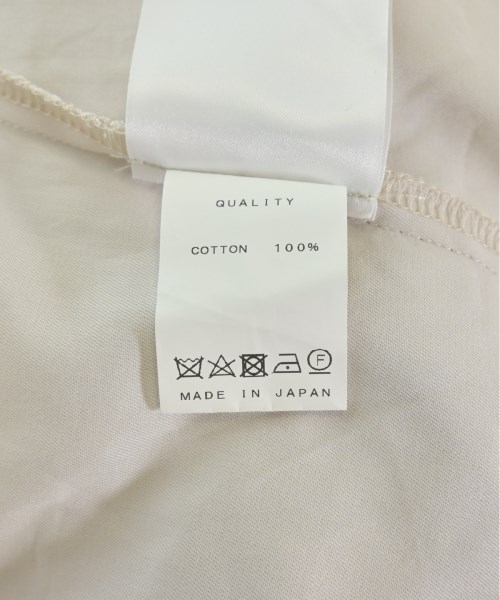 QUALITY
COTTON 100%
F
MADE IN JAPAN